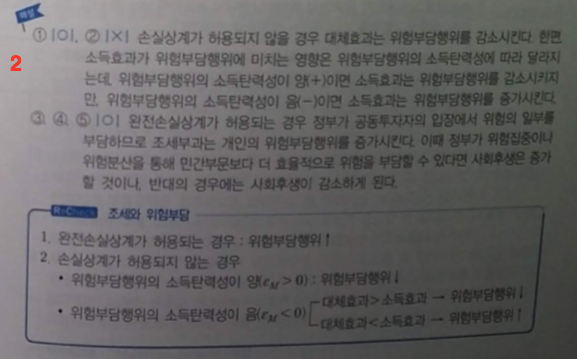 해설
① |○|, ② |×| 손실상계가 허용되지 않을 경우 대체효과는 위험부담행위를 감소시킨다. 한편
2
소득효과가 위험부담행위에 미치는 영향은 위험부담행위의 소득탄력성에 따라 달라지
는데, 위험부담행위의 소득탄력성이 양(+)이면 소득효과는 위험부담행위를 감소시키지
만, 위험부담행위의 소득탄력성이 음(−)이면 소득효과는 위험부담행위를 증가시킨다.
③, ④, ⑤ |○| 완전손실상계가 허용되는 경우 정부가 공동투자자의 입장에서 위험의 일부를
부담하므로 조세부과는 개인의 위험부담행위를 증가시킨다. 이때 정부가 위험집중이나
위험분산을 통해 민간부문보다 더 효율적으로 위험을 부담할 수 있다면 사회후생은 증가
할 것이나, 반대의 경우에는 사회후생이 감소하게 된다.
Re-Check 조세와 위험부담
1. 완전손실상계가 허용되는 경우 : 위험부담행위↑
2. 손실상계가 허용되지 않는 경우
• 위험부담행위의 소득탄력성이 양(ε_M > 0) : 위험부담행위↓
• 위험부담행위의 소득탄력성이 음(ε_M < 0)
대체효과>소득효과 → 위험부담행위↓
대체효과<소득효과 → 위험부담행위↑